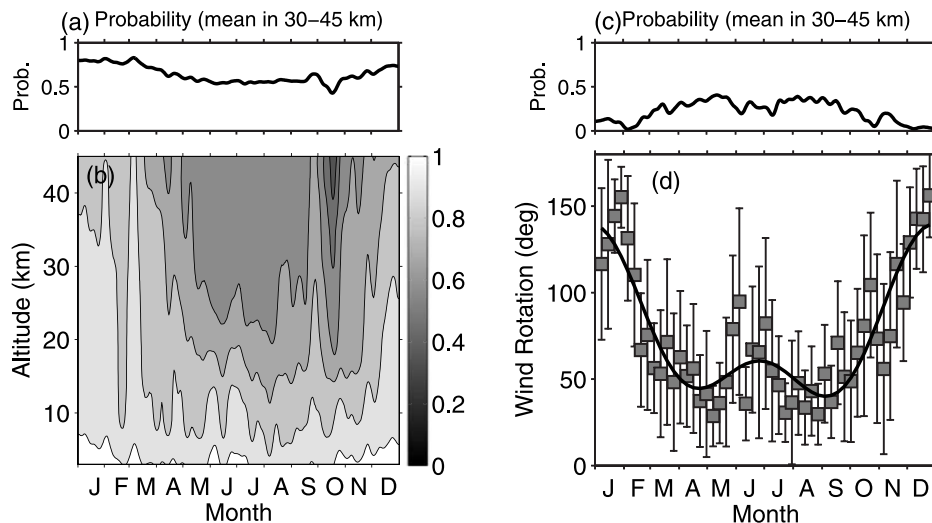 (a) Probability (mean in 30−45 km)
1
0.5
0
Prob.
(b)
40
30
20
10
Altitude (km)
J F M A M J J A S O N D
Month
1
0.8
0.6
0.4
0.2
0
(c) Probability (mean in 30−45 km)
1
0.5
0
Prob.
(d)
150
100
50
0
Wind Rotation (deg)
J F M A M J J A S O N D
Month